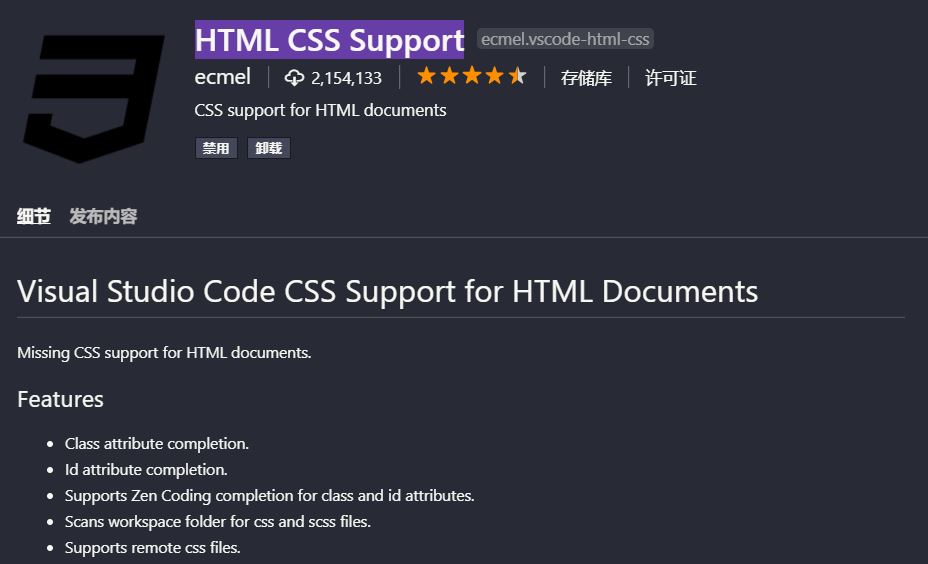 HTML CSS Support ecmel.vscode-html-css
ecmel 2,154,133 存储库 许可证
CSS support for HTML documents
禁用 卸载
细节 发布内容
Visual Studio Code CSS Support for HTML Documents
Missing CSS support for HTML documents.
Features
• Class attribute completion.
• Id attribute completion.
• Supports Zen Coding completion for class and id attributes.
• Scans workspace folder for css and scss files.
• Supports remote css files.